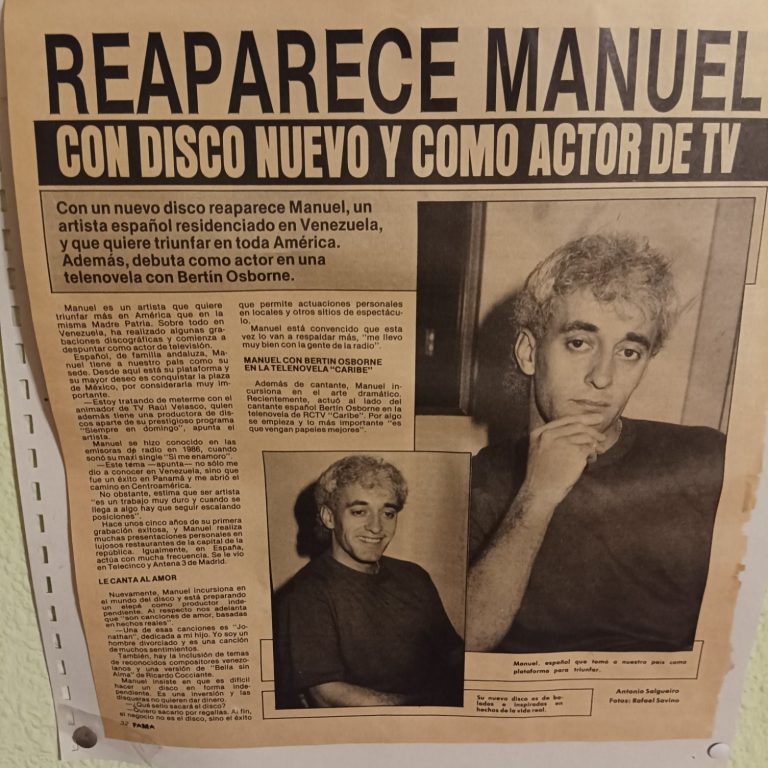 REAPARECE MANUEL
CON DISCO NUEVO Y COMO ACTOR DE TV
Con un nuevo disco reaparece Manuel, un
artista español residenciado en Venezuela,
y que quiere triunfar en toda América.
Además, debuta como actor en una
telenovela con Bertín Osborne.
Manuel es un artista que quiere
triunfar más en América que en la
misma Madre Patria. Sobre todo en
Venezuela, ha realizado algunas gra-
baciones discográficas y comienza a
despuntar como actor de televisión.
Español, de familia andaluza, Ma-
nuel tiene a nuestro país como su
sede. Desde aquí está su plataforma y
su mayor deseo es conquistar la plaza
de México, por considerarla muy im-
portante.
—Estoy tratando de meterme con el
animador de TV Raúl Velasco, quien
además tiene una productora de dis-
cos aparte de su prestigioso programa
"Siempre en domingo", apunta el
artista.
Manuel se hizo conocido en las
emisoras de radio en 1986, cuando
sonó su maxi single "Si me enamoro".
—Este tema —apunta— no sólo me
dio a conocer en Venezuela, sino que
fue un éxito en Panamá y me abrió el
camino en Centroamérica.
No obstante, estima que ser artista
"es un trabajo muy duro y cuando se
llega a algo hay que seguir escalando
posiciones".
Hace unos cinco años de su primera
grabación exitosa, y Manuel realiza
muchas presentaciones personales en
lujosos restaurantes de la capital de la
república. Igualmente, en España,
actúa con mucha frecuencia. Se le vio
en Telecinco y Antena 3 de Madrid.
LE CANTA AL AMOR
Nuevamente, Manuel incursiona en
el mundo del disco y está preparando
un elepé como productor inde-
pendiente. Al respecto nos adelanta
que "son canciones de amor, basadas
en hechos reales".
—Una de esas canciones es "Jo-
nathan", dedicada a mi hijo. Yo soy un
hombre divorciado y es una canción
de muchos sentimientos.
También, hay la inclusión de temas
de reconocidos compositores venezo-
lanos y una versión de "Bella sin
Alma" de Ricardo Cocciante.
Manuel insiste en que es difícil
hacer un disco en forma inde-
pendiente. Es una inversión y las
disqueras no quieren dar dinero.
—¿Qué sello sacará el disco?
—Quiero sacarlo por regalías. Al fin,
el negocio no es el disco, sino el éxito
32 FAMA
que permite actuaciones personales
en locales y otros sitios de espectácu-
lo.
Manuel está convencido que esta
vez lo van a respaldar más, "me llevo
muy bien con la gente de la radio".
MANUEL CON BERTIN OSBORNE
EN LA TELENOVELA "CARIBE"
Además de cantante, Manuel in-
cursiona en el arte dramático.
Recientemente, actuó al lado del
cantante español Bertín Osborne en la
telenovela de RCTV "Caribe". Por algo
se empieza y lo más importante "es
que vengan papeles mejores".
Manuel, español que tomó a nuestro país como
plataforma para triunfar.
Su nuevo disco es de ba-
ladas e inspiradas en
hechos de la vida real.
Antonio Salgueiro
Fotos: Rafael Savino